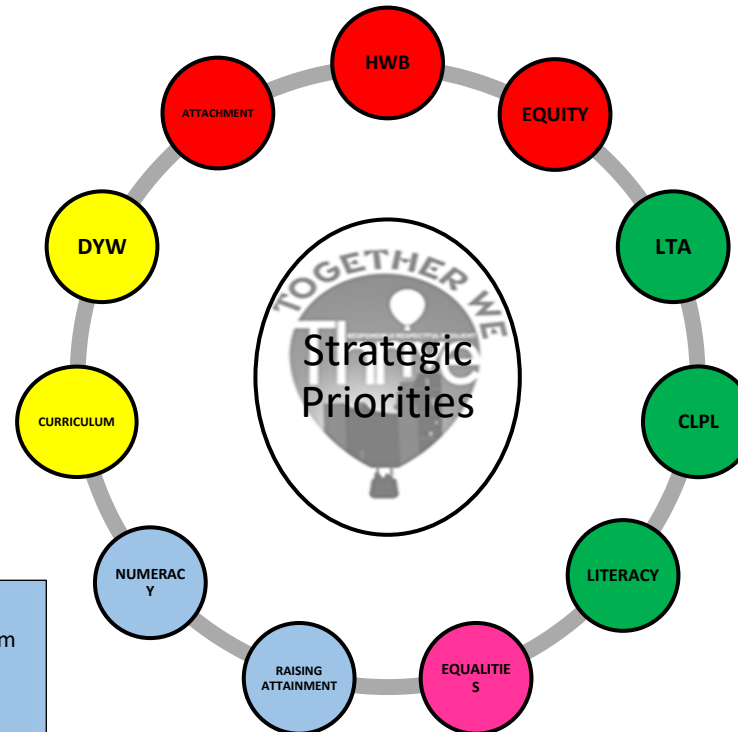 HWB
EQUITY
LTA
CLPL
LITERACY
EQUALITIE
S
RAISING
ATTAINMENT
NUMERAC
Y
CURRICULUM
DYW
ATTACHMENT
TOGETHER WE
Strategic
Priorities
m